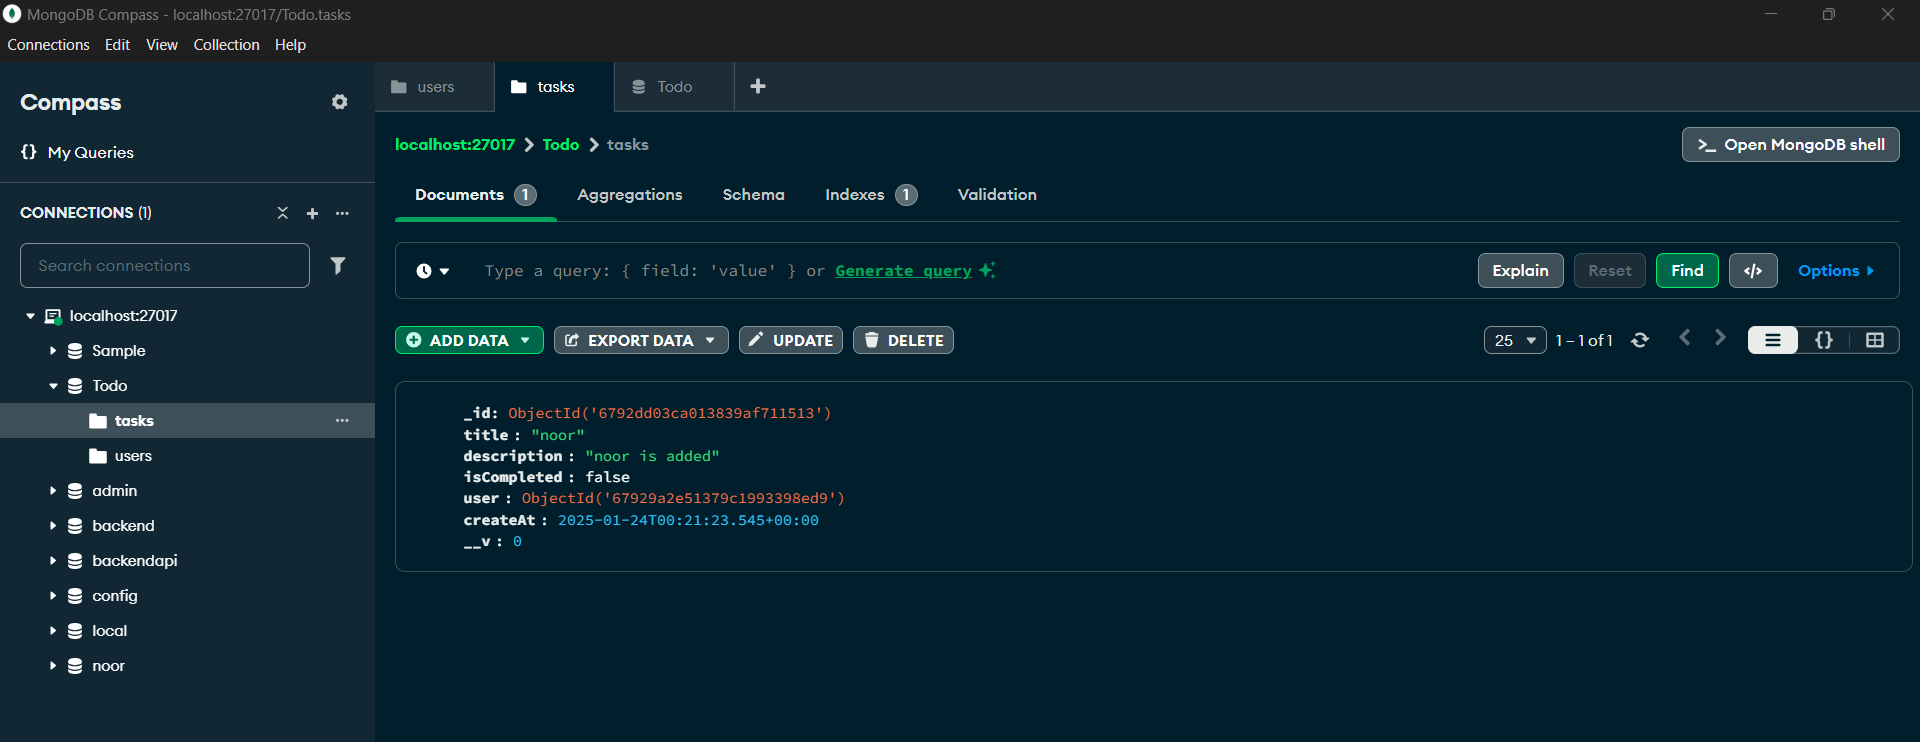 MongoDB Compass - localhost:27017/Todo.tasks
Connections Edit View Collection Help
Compass
{} My Queries
CONNECTIONS (1)
Search connections
localhost:27017
Sample
Todo
tasks
users
admin
backend
backendapi
config
local
noor
users tasks Todo
localhost:27017 > Todo > tasks
>_ Open MongoDB shell
Documents 1 Aggregations Schema Indexes 1 Validation
Type a query: { field: 'value' } or Generate query
Explain Reset Find </> Options
ADD DATA EXPORT DATA UPDATE DELETE
25 1 – 1 of 1 {}
_id: ObjectId('6792dd03ca013839af711513')
title : "noor"
description : "noor is added"
isCompleted : false
user : ObjectId('67929a2e51379c1993398ed9')
createAt : 2025-01-24T00:21:23.545+00:00
__v : 0